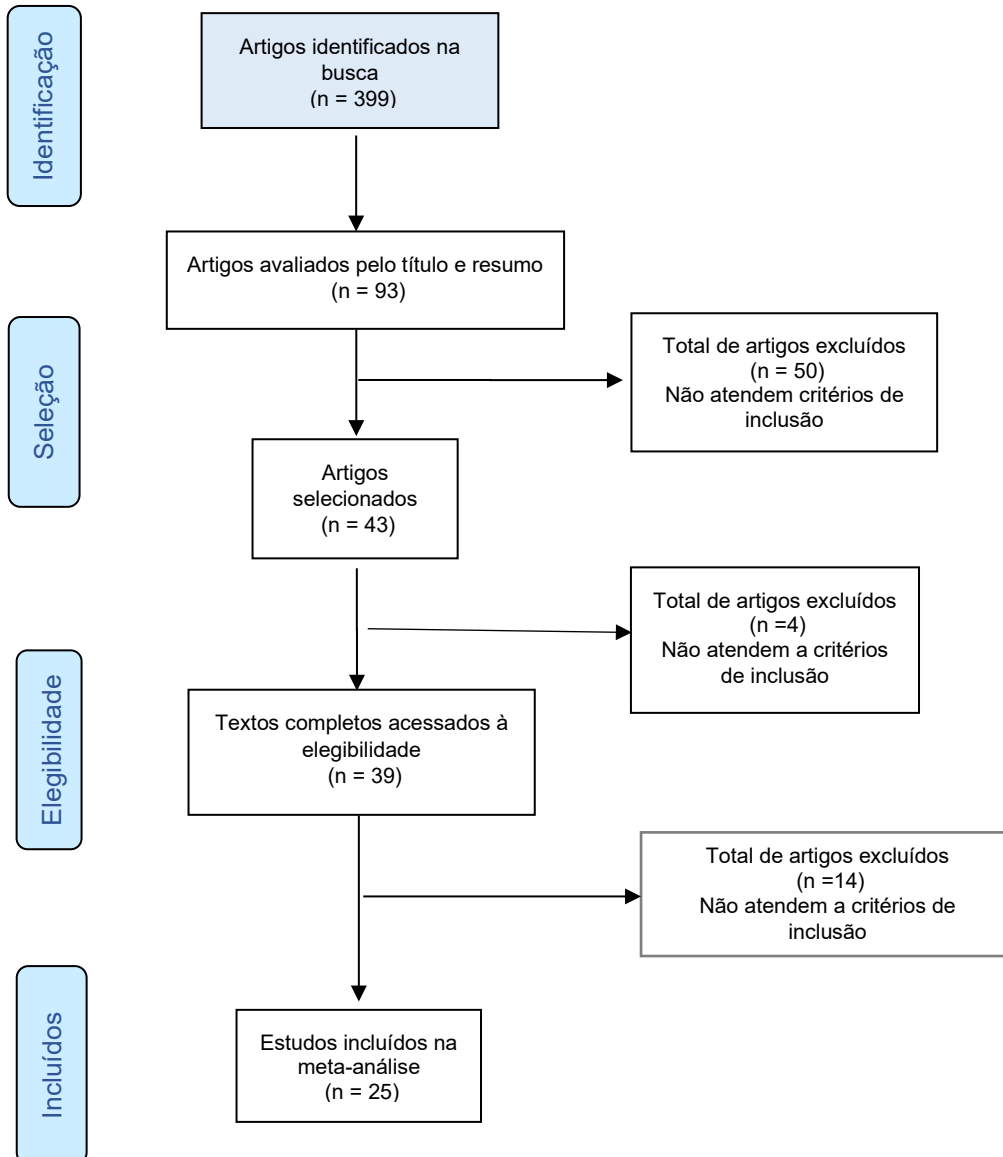 Identificação
Artigos identificados na
busca
(n = 399)
Artigos avaliados pelo título e resumo
(n = 93)
Seleção
Total de artigos excluídos
(n = 50)
Não atendem critérios de
inclusão
Artigos
selecionados
(n = 43)
Total de artigos excluídos
(n =4)
Não atendem a critérios
de inclusão
Elegibilidade
Textos completos acessados à
elegibilidade
(n = 39)
Total de artigos excluídos
(n =14)
Não atendem a critérios de
inclusão
Incluídos
Estudos incluídos na
meta-análise
(n = 25)